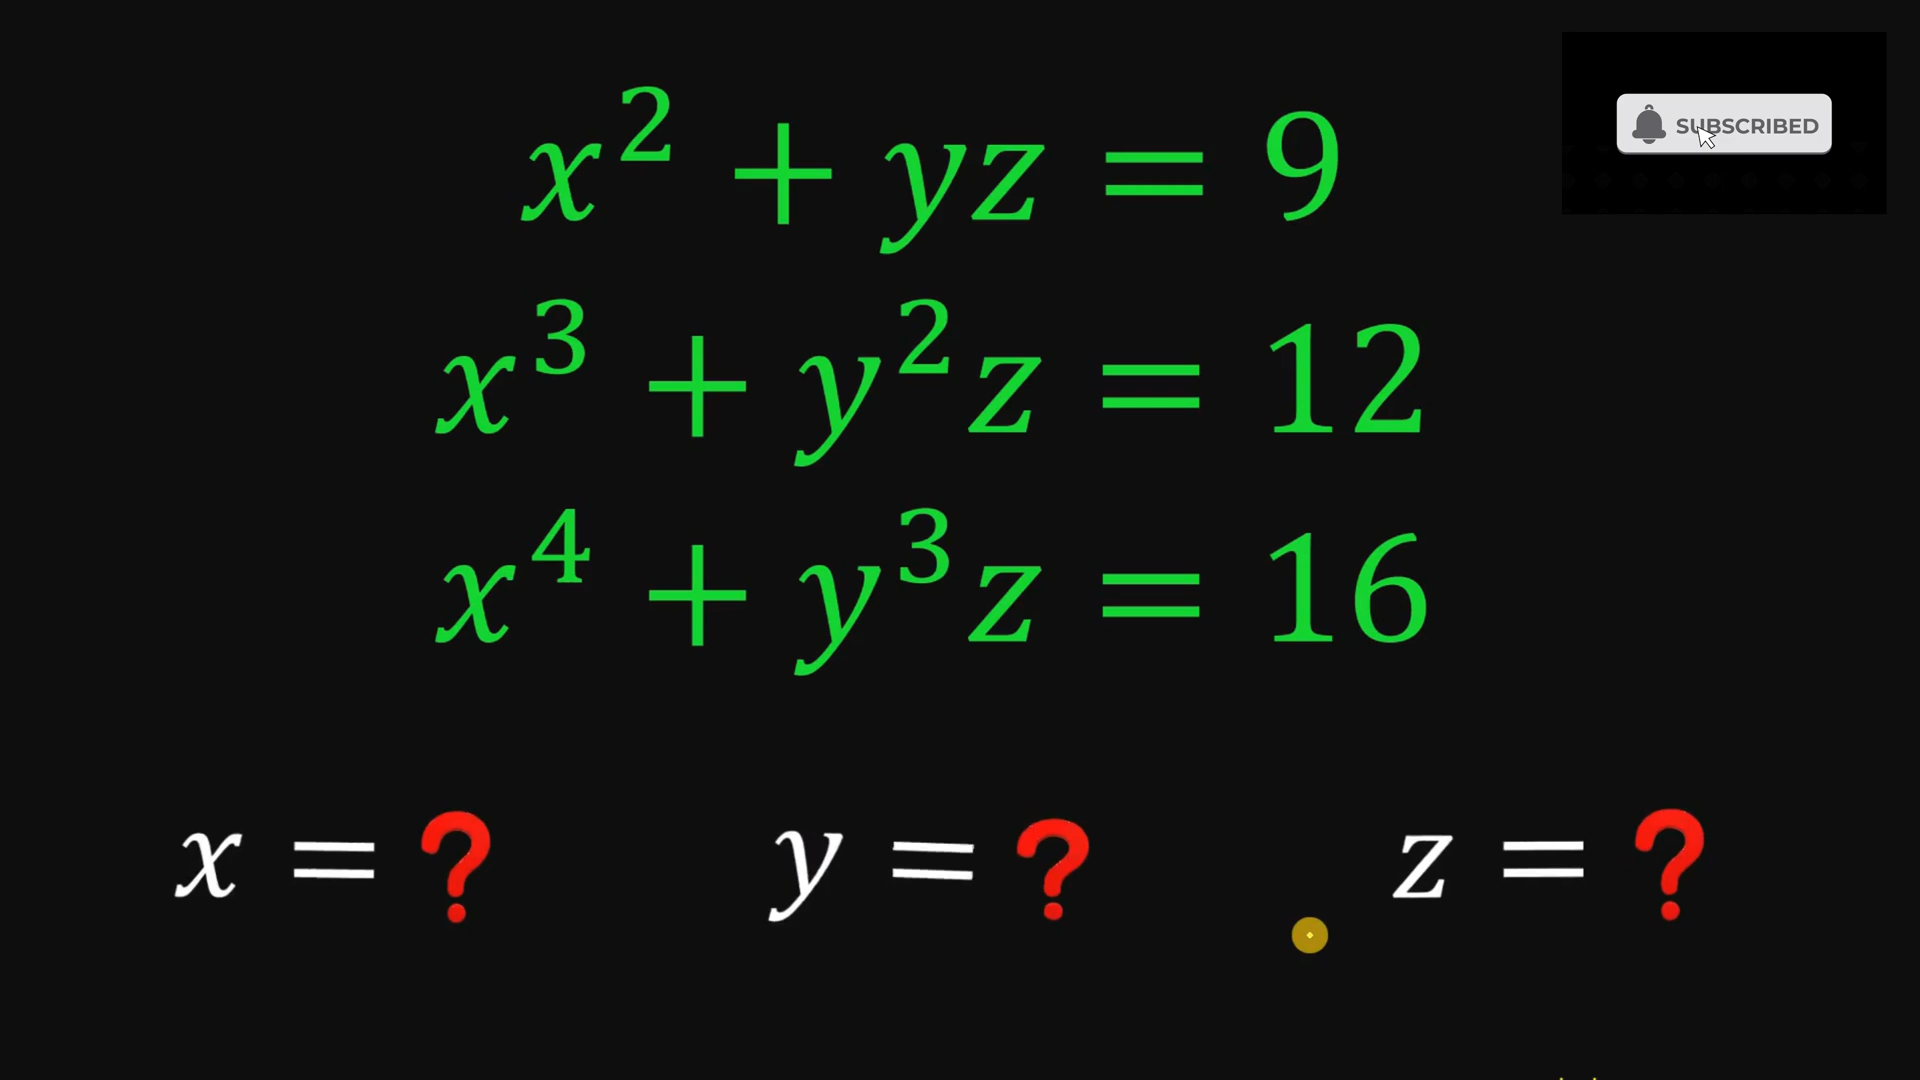 x² + yz = 9
SUBSCRIBED
x³ + y²z = 12
x⁴ + y³z = 16
x = ❓ y = ❓ z = ❓